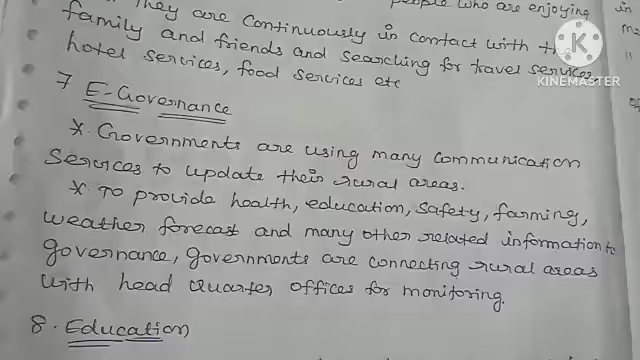 people who are enjoying
They are continuously in contact with the
family and friends and searching for travel services,
hotel services, food services etc
7 E-Governance
* Governments are using many communication
services to update their rural areas.
* To provide health, education, safety, farming,
weather forecast and many other related information to
governance, governments are connecting rural areas
with head quarter offices for monitoring.
8. Education
in
KINEMASTER